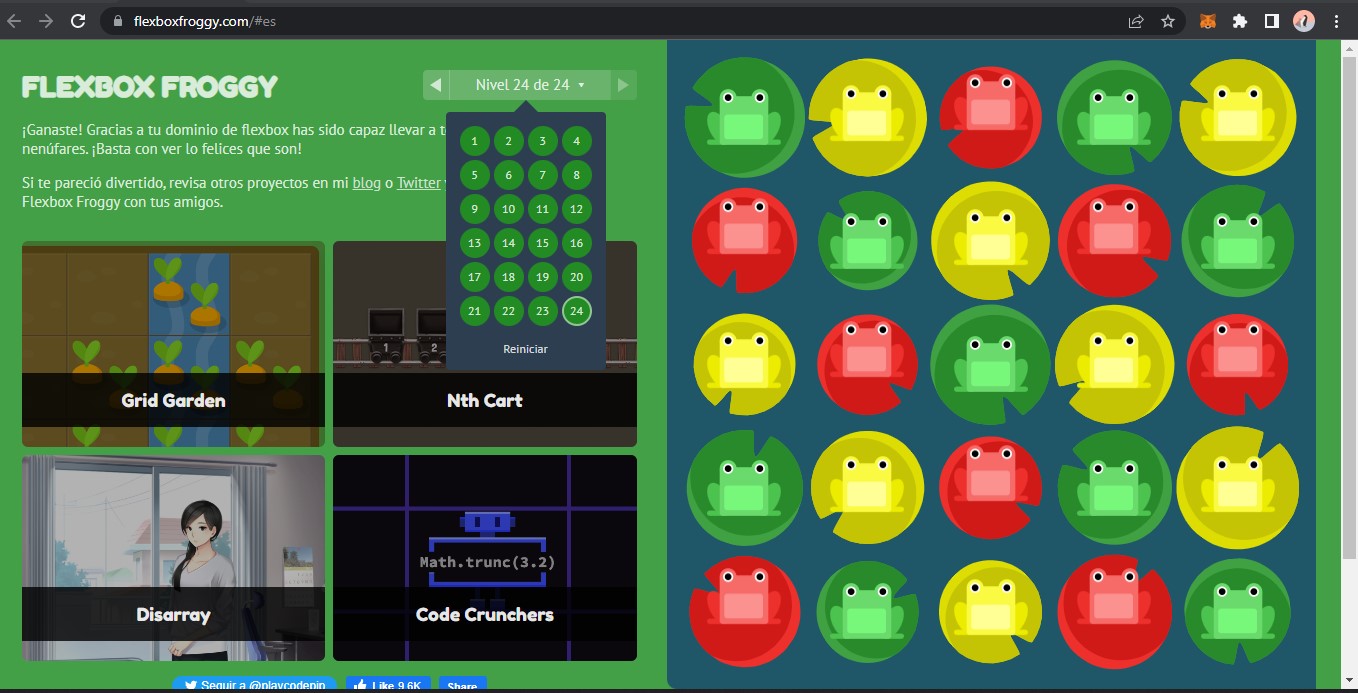 flexboxfroggy.com/#es
FLEXBOX FROGGY
Nivel 24 de 24
¡Ganaste! Gracias a tu dominio de flexbox has sido capaz llevar a
nenúfares. ¡Basta con ver lo felices que son!
Si te pareció divertido, revisa otros proyectos en mi blog o Twitter
Flexbox Froggy con tus amigos.
1 2 3 4
5 6 7 8
9 10 11 12
13 14 15 16
17 18 19 20
21 22 23 24
Reiniciar
1 2
Grid Garden
Nth Cart
Math.trunc(3.2)
Disarray
Code Crunchers
Seguir a @playcodepip
Like 9.6K
Share